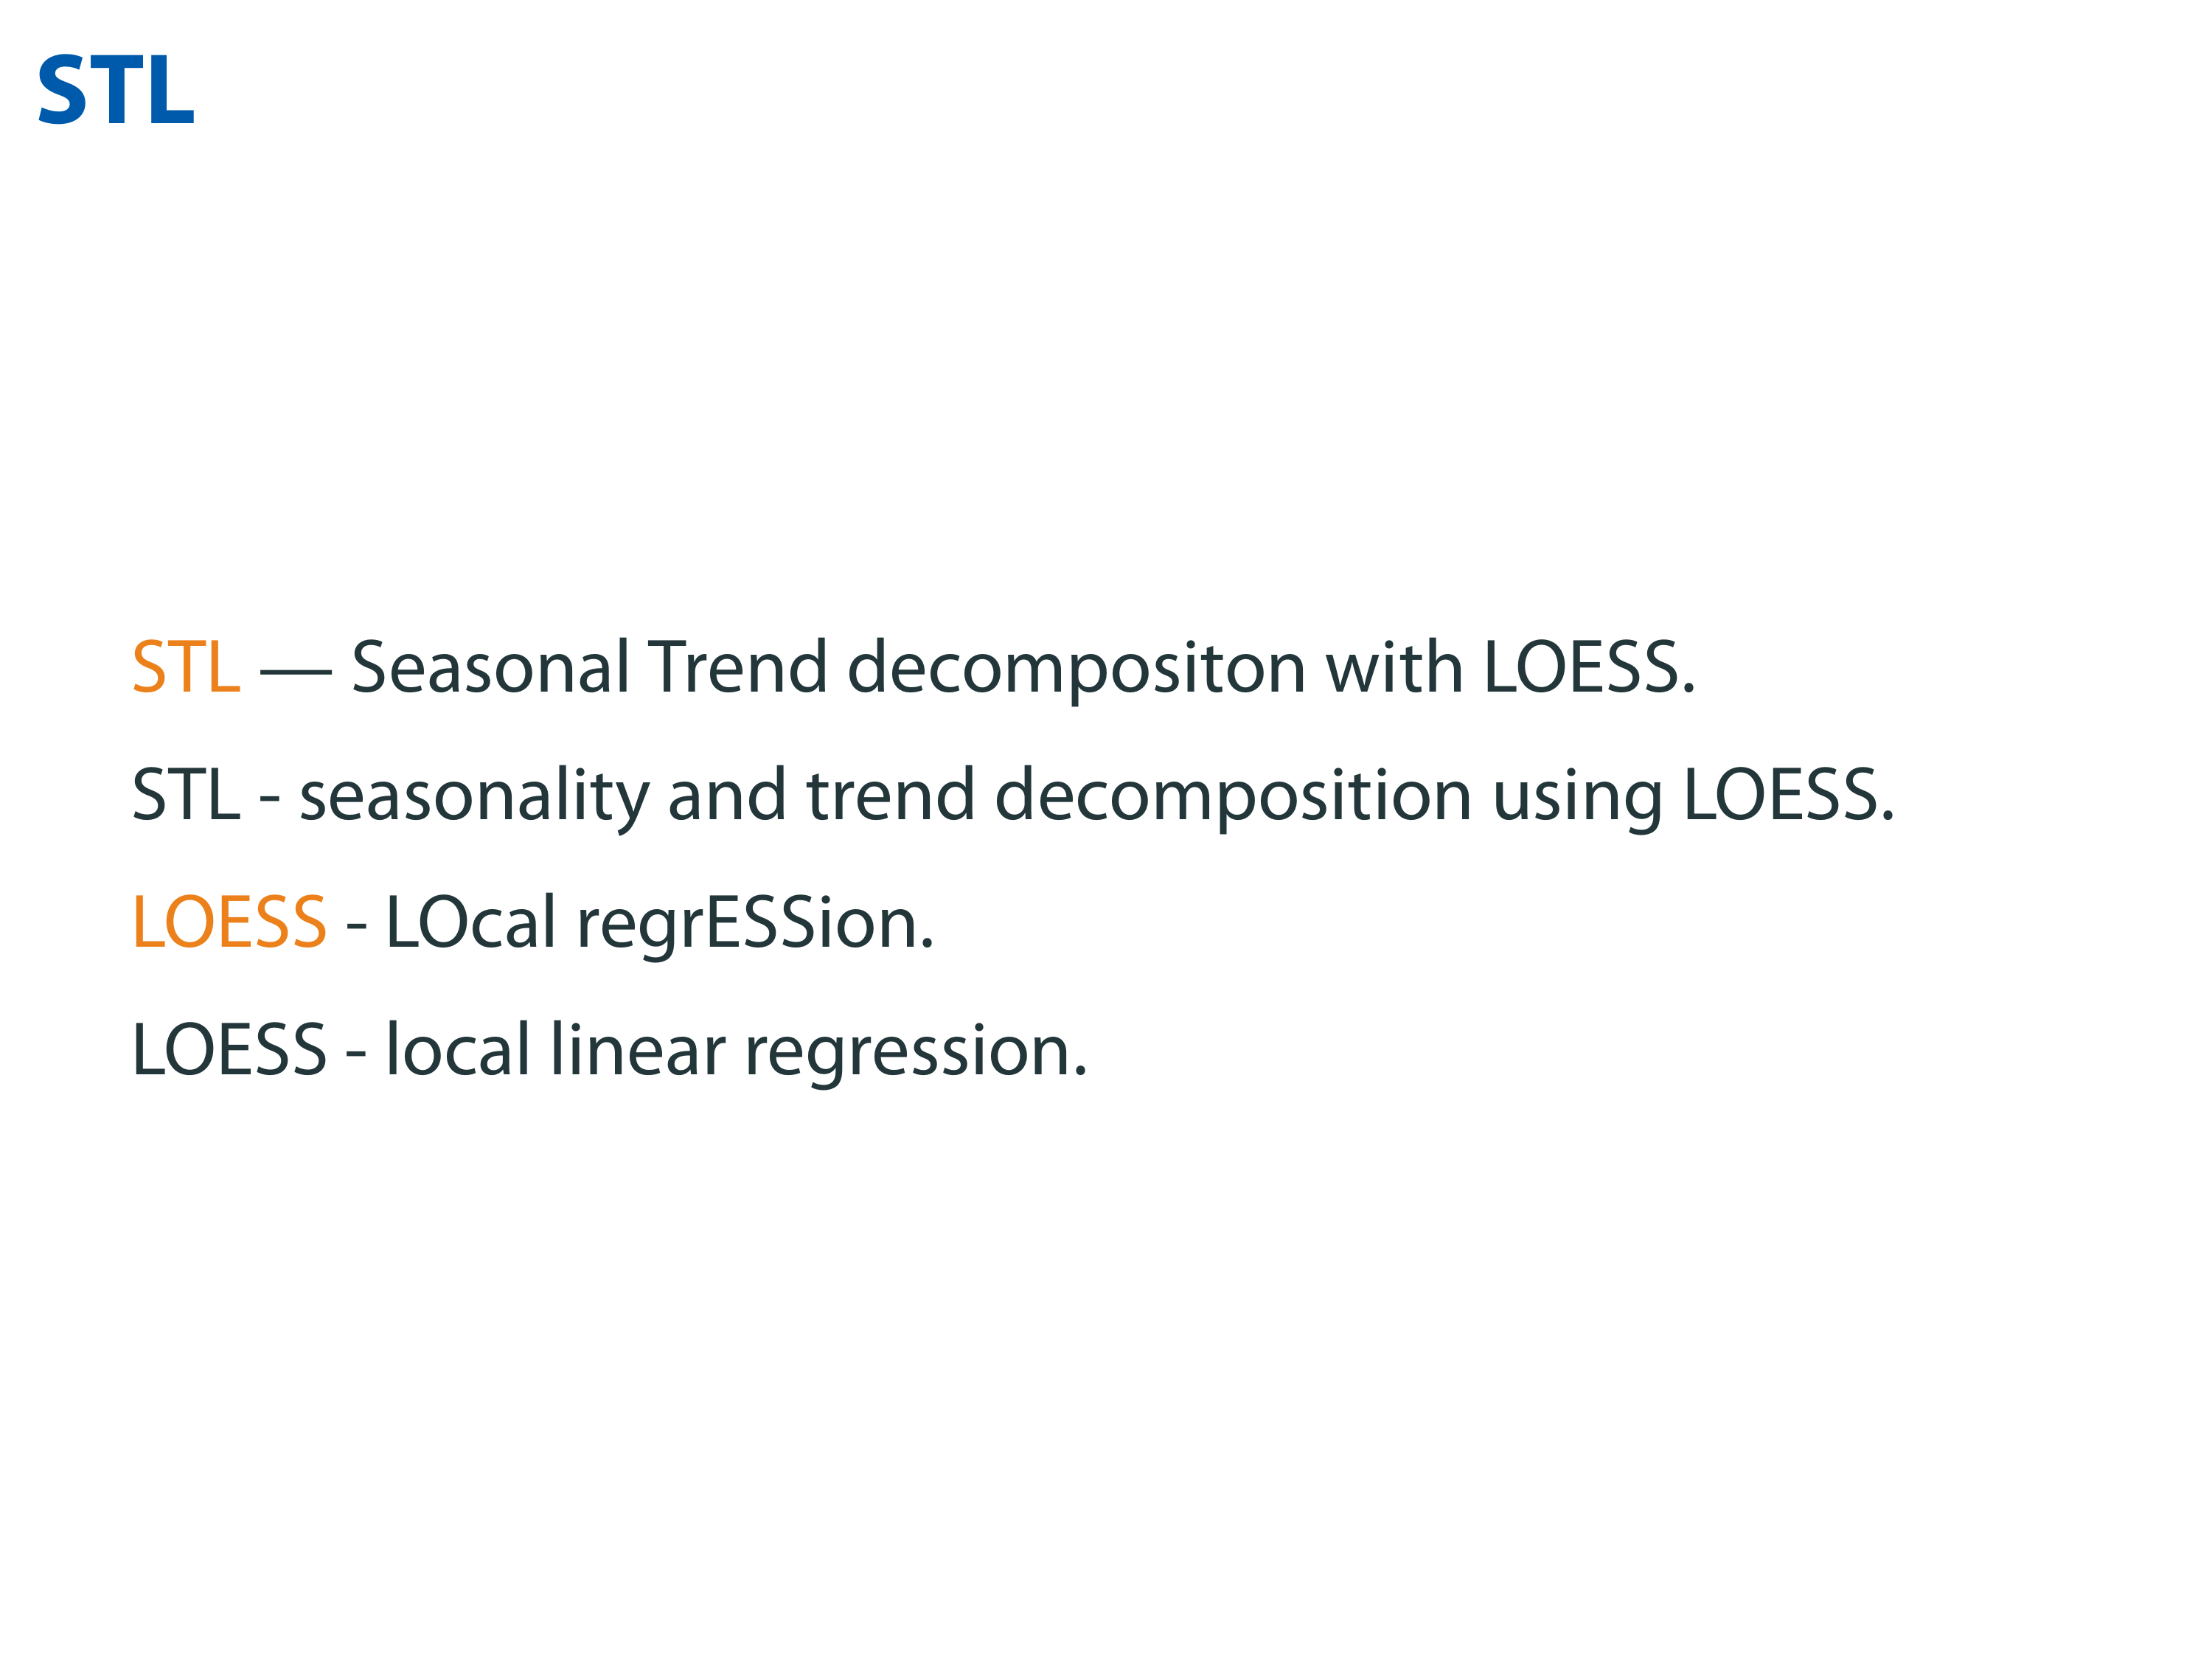 STL
STL — Seasonal Trend decompositon with LOESS.
STL - seasonality and trend decomposition using LOESS.
LOESS - LOcal regrESSion.
LOESS - local linear regression.